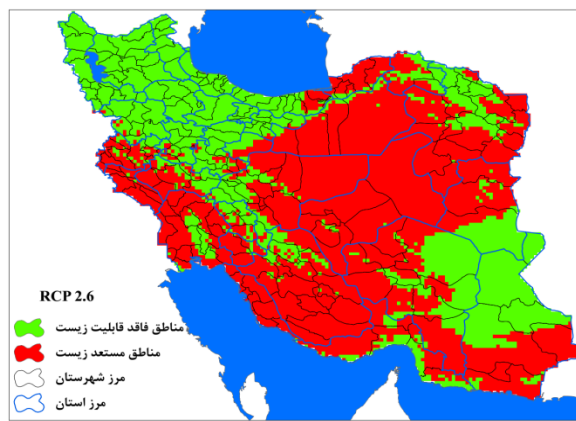 RCP 2.6
مناطق فاقد قابلیت زیست
مناطق مستعد زیست
مرز شهرستان
مرز استان